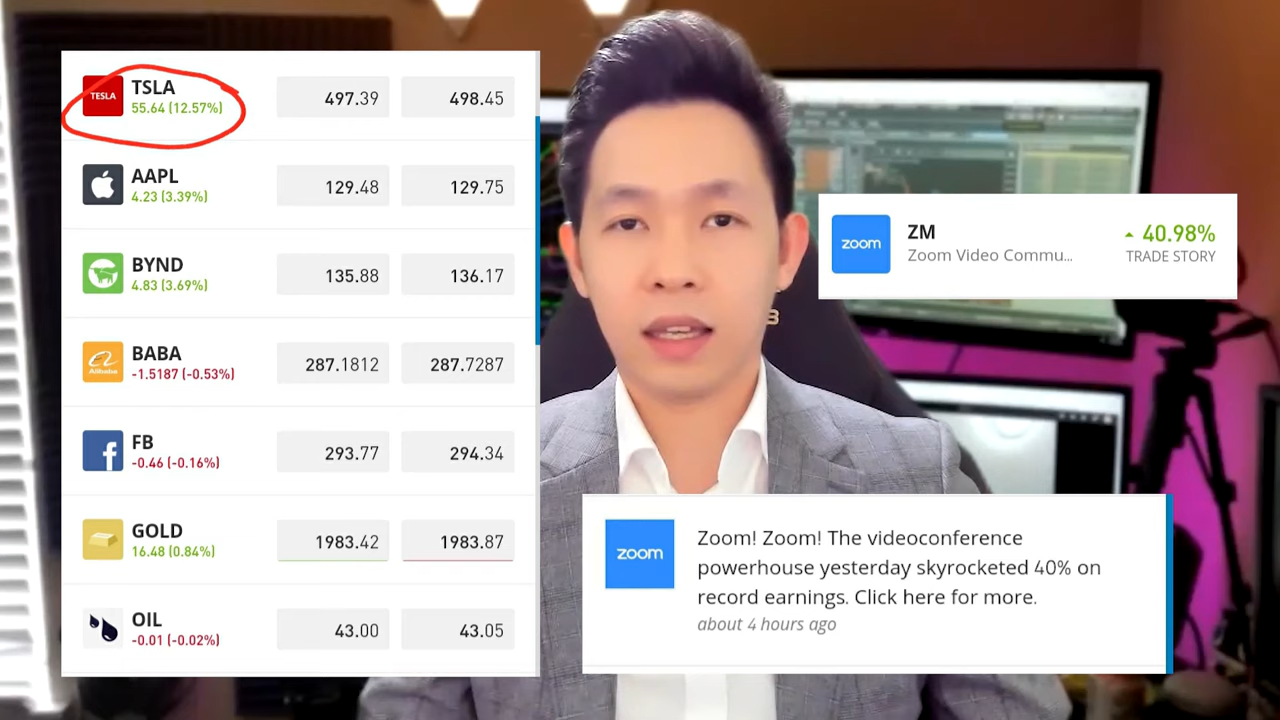 TESLA
TSLA
55.64 (12.57%)
497.39
498.45
AAPL
4.23 (3.39%)
129.48
129.75
BYND
4.83 (3.69%)
135.88
136.17
Alibaba
BABA
-1.5187 (-0.53%)
287.1812
287.7287
FB
-0.46 (-0.16%)
293.77
294.34
GOLD
16.48 (0.84%)
1983.42
1983.87
OIL
-0.01 (-0.02%)
43.00
43.05
zoom
ZM
Zoom Video Commu...
40.98%
TRADE STORY
zoom
Zoom! Zoom! The videoconference
powerhouse yesterday skyrocketed 40% on
record earnings. Click here for more.
about 4 hours ago